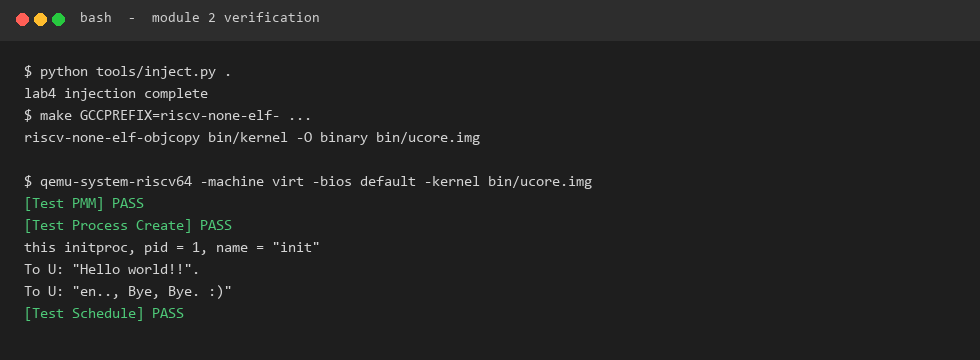 bash  -  module 2 verification
$ python tools/inject.py .
lab4 injection complete
$ make GCCPREFIX=riscv-none-elf- ...
riscv-none-elf-objcopy bin/kernel -O binary bin/ucore.img
$ qemu-system-riscv64 -machine virt -bios default -kernel bin/ucore.img
[Test PMM] PASS
[Test Process Create] PASS
this initproc, pid = 1, name = "init"
To U: "Hello world!!".
To U: "en.., Bye, Bye. :)"
[Test Schedule] PASS